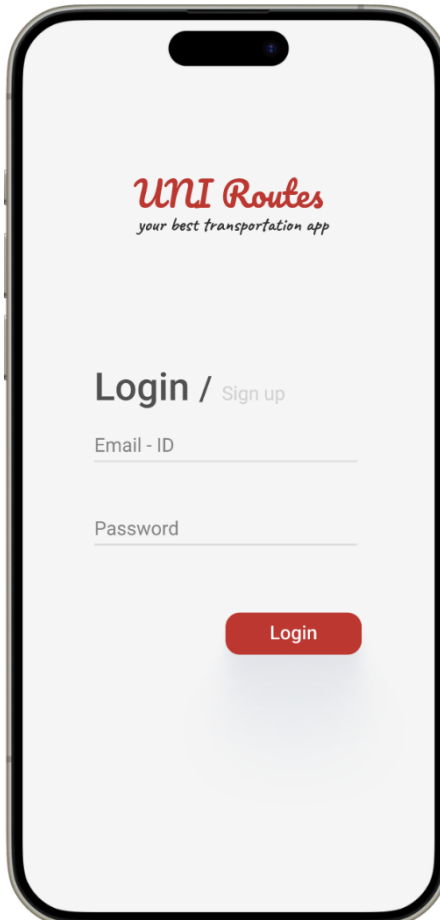 UNI Routes
your best transportation app
Login / Sign up
Email - ID
Password
Login